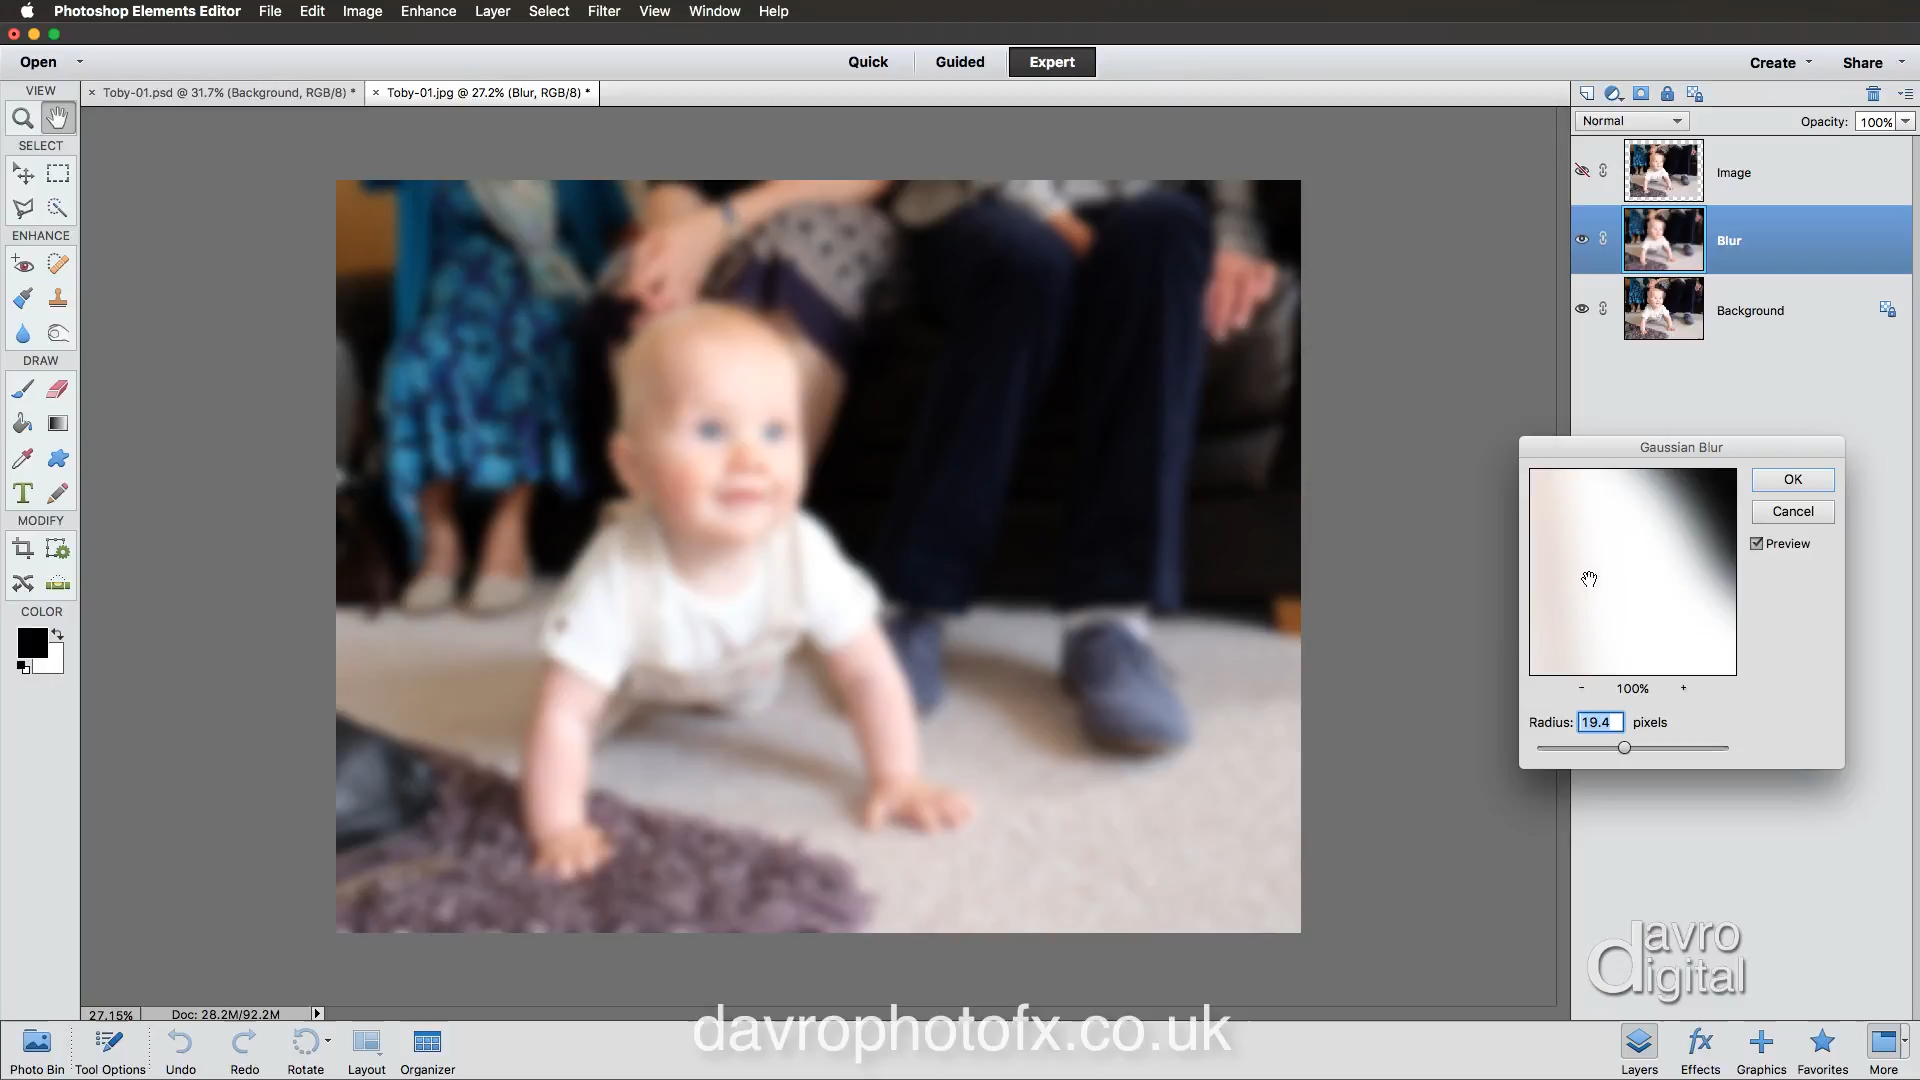 Photoshop Elements Editor File Edit Image Enhance Layer Select Filter View Window Help
Open Quick Guided Expert Create Share
VIEW
Toby-01.psd @ 31.7% (Background, RGB/8) *
Toby-01.jpg @ 27.2% (Blur, RGB/8) *
Normal Opacity: 100%
SELECT
Image
ENHANCE
Blur
Background
DRAW
Gaussian Blur
OK
Cancel
T
MODIFY
Preview
COLOR
100%
Radius: 19.4 pixels
davro
digital
27.15% Doc: 28.2M/92.2M
davrophotofx.co.uk
fx
Photo Bin Tool Options Undo Redo Rotate Layout Organizer Layers Effects Graphics Favorites More